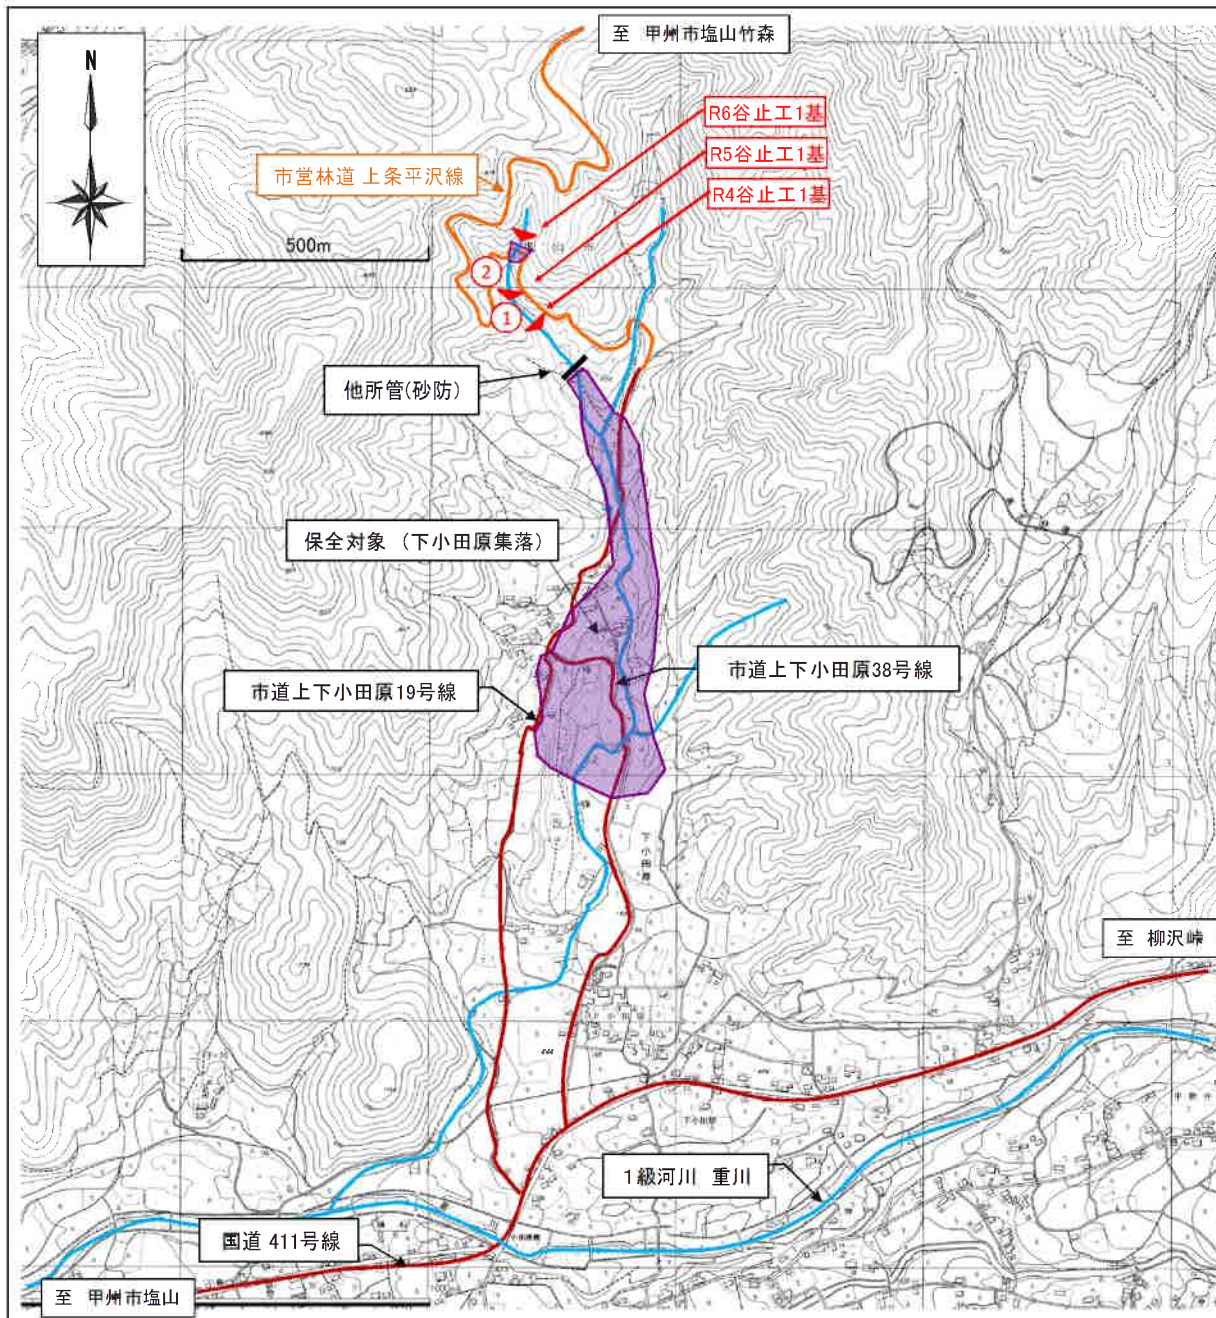 至 甲州市塩山竹森
N
R6谷止工1基
R5谷止工1基
市営林道 上条平沢線
R4谷止工1基
500m
2
1
他所管(砂防)
保全対象 (下小田原集落)
市道上下小田原38号線
市道上下小田原19号線
下小田原
至 柳沢峠
下小田原
1級河川 重川
国道 411号線
至 甲州市塩山